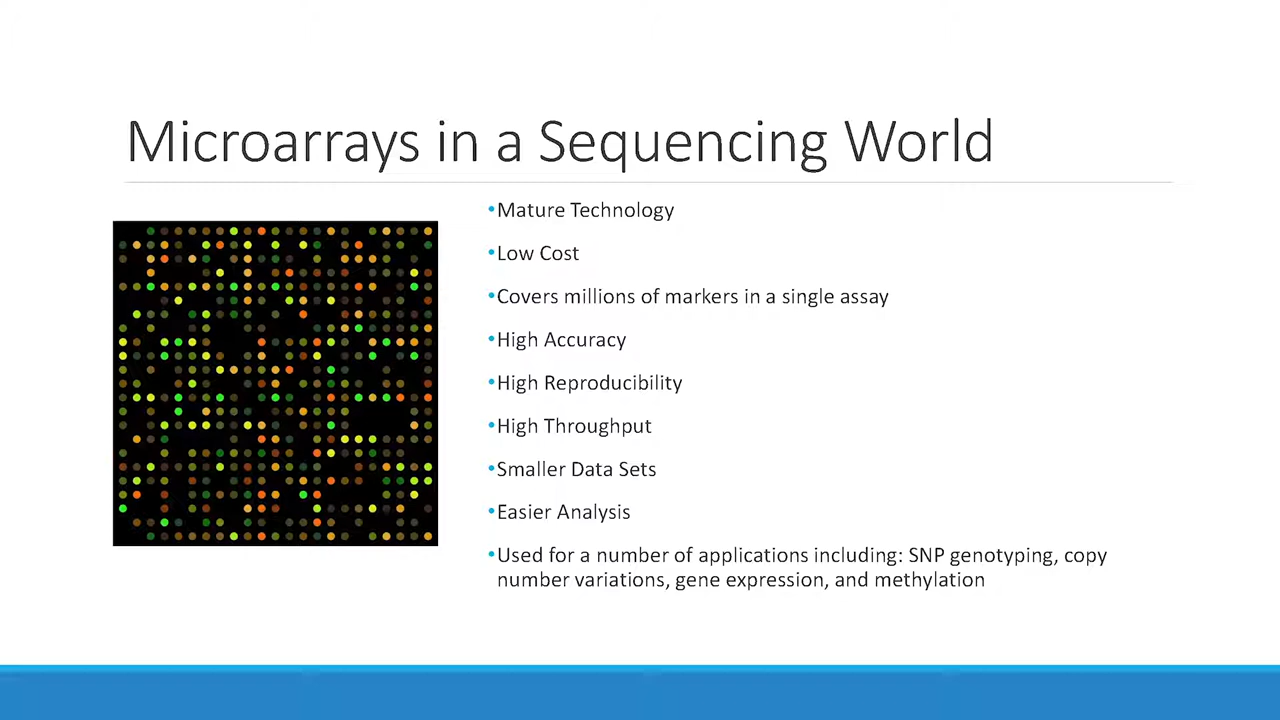 Microarrays in a Sequencing World
•Mature Technology
•Low Cost
•Covers millions of markers in a single assay
•High Accuracy
•High Reproducibility
•High Throughput
•Smaller Data Sets
•Easier Analysis
•Used for a number of applications including: SNP genotyping, copy
number variations, gene expression, and methylation